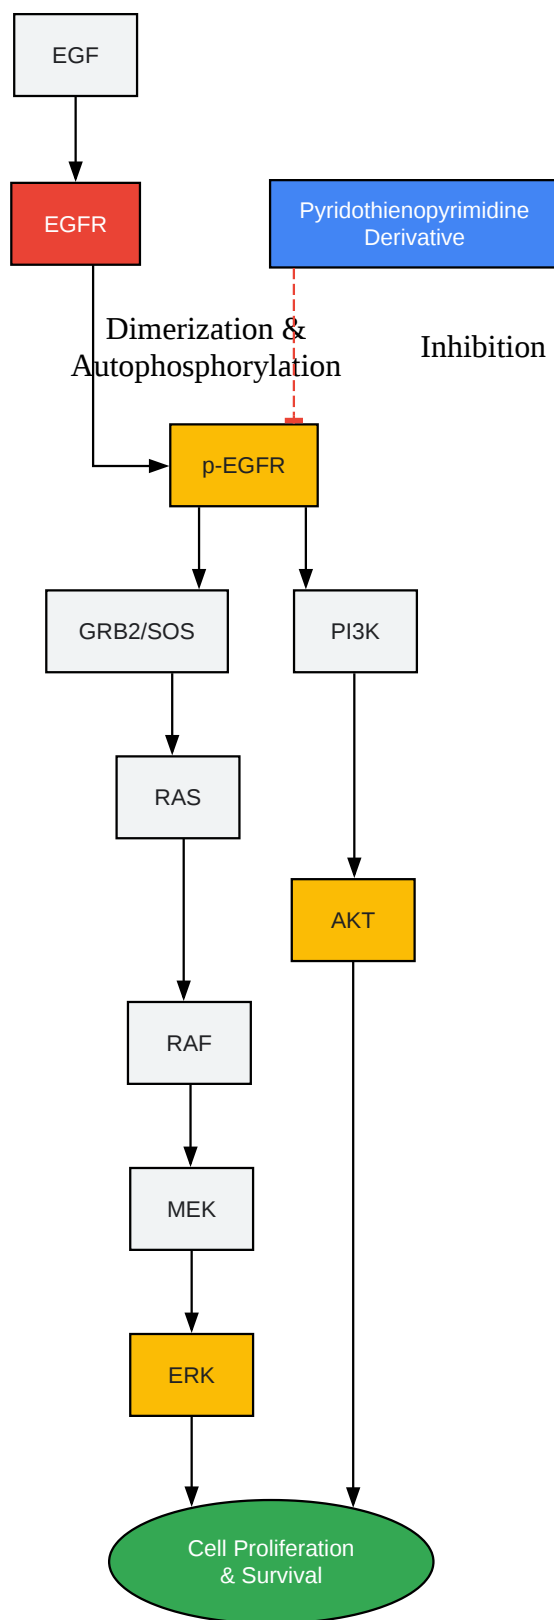 EGF
EGFR
Pyridothienopyrimidine
Derivative
Dimerization &
Autophosphorylation
Inhibition
p-EGFR
GRB2/SOS
PI3K
RAS
AKT
RAF
MEK
ERK
Cell Proliferation
& Survival